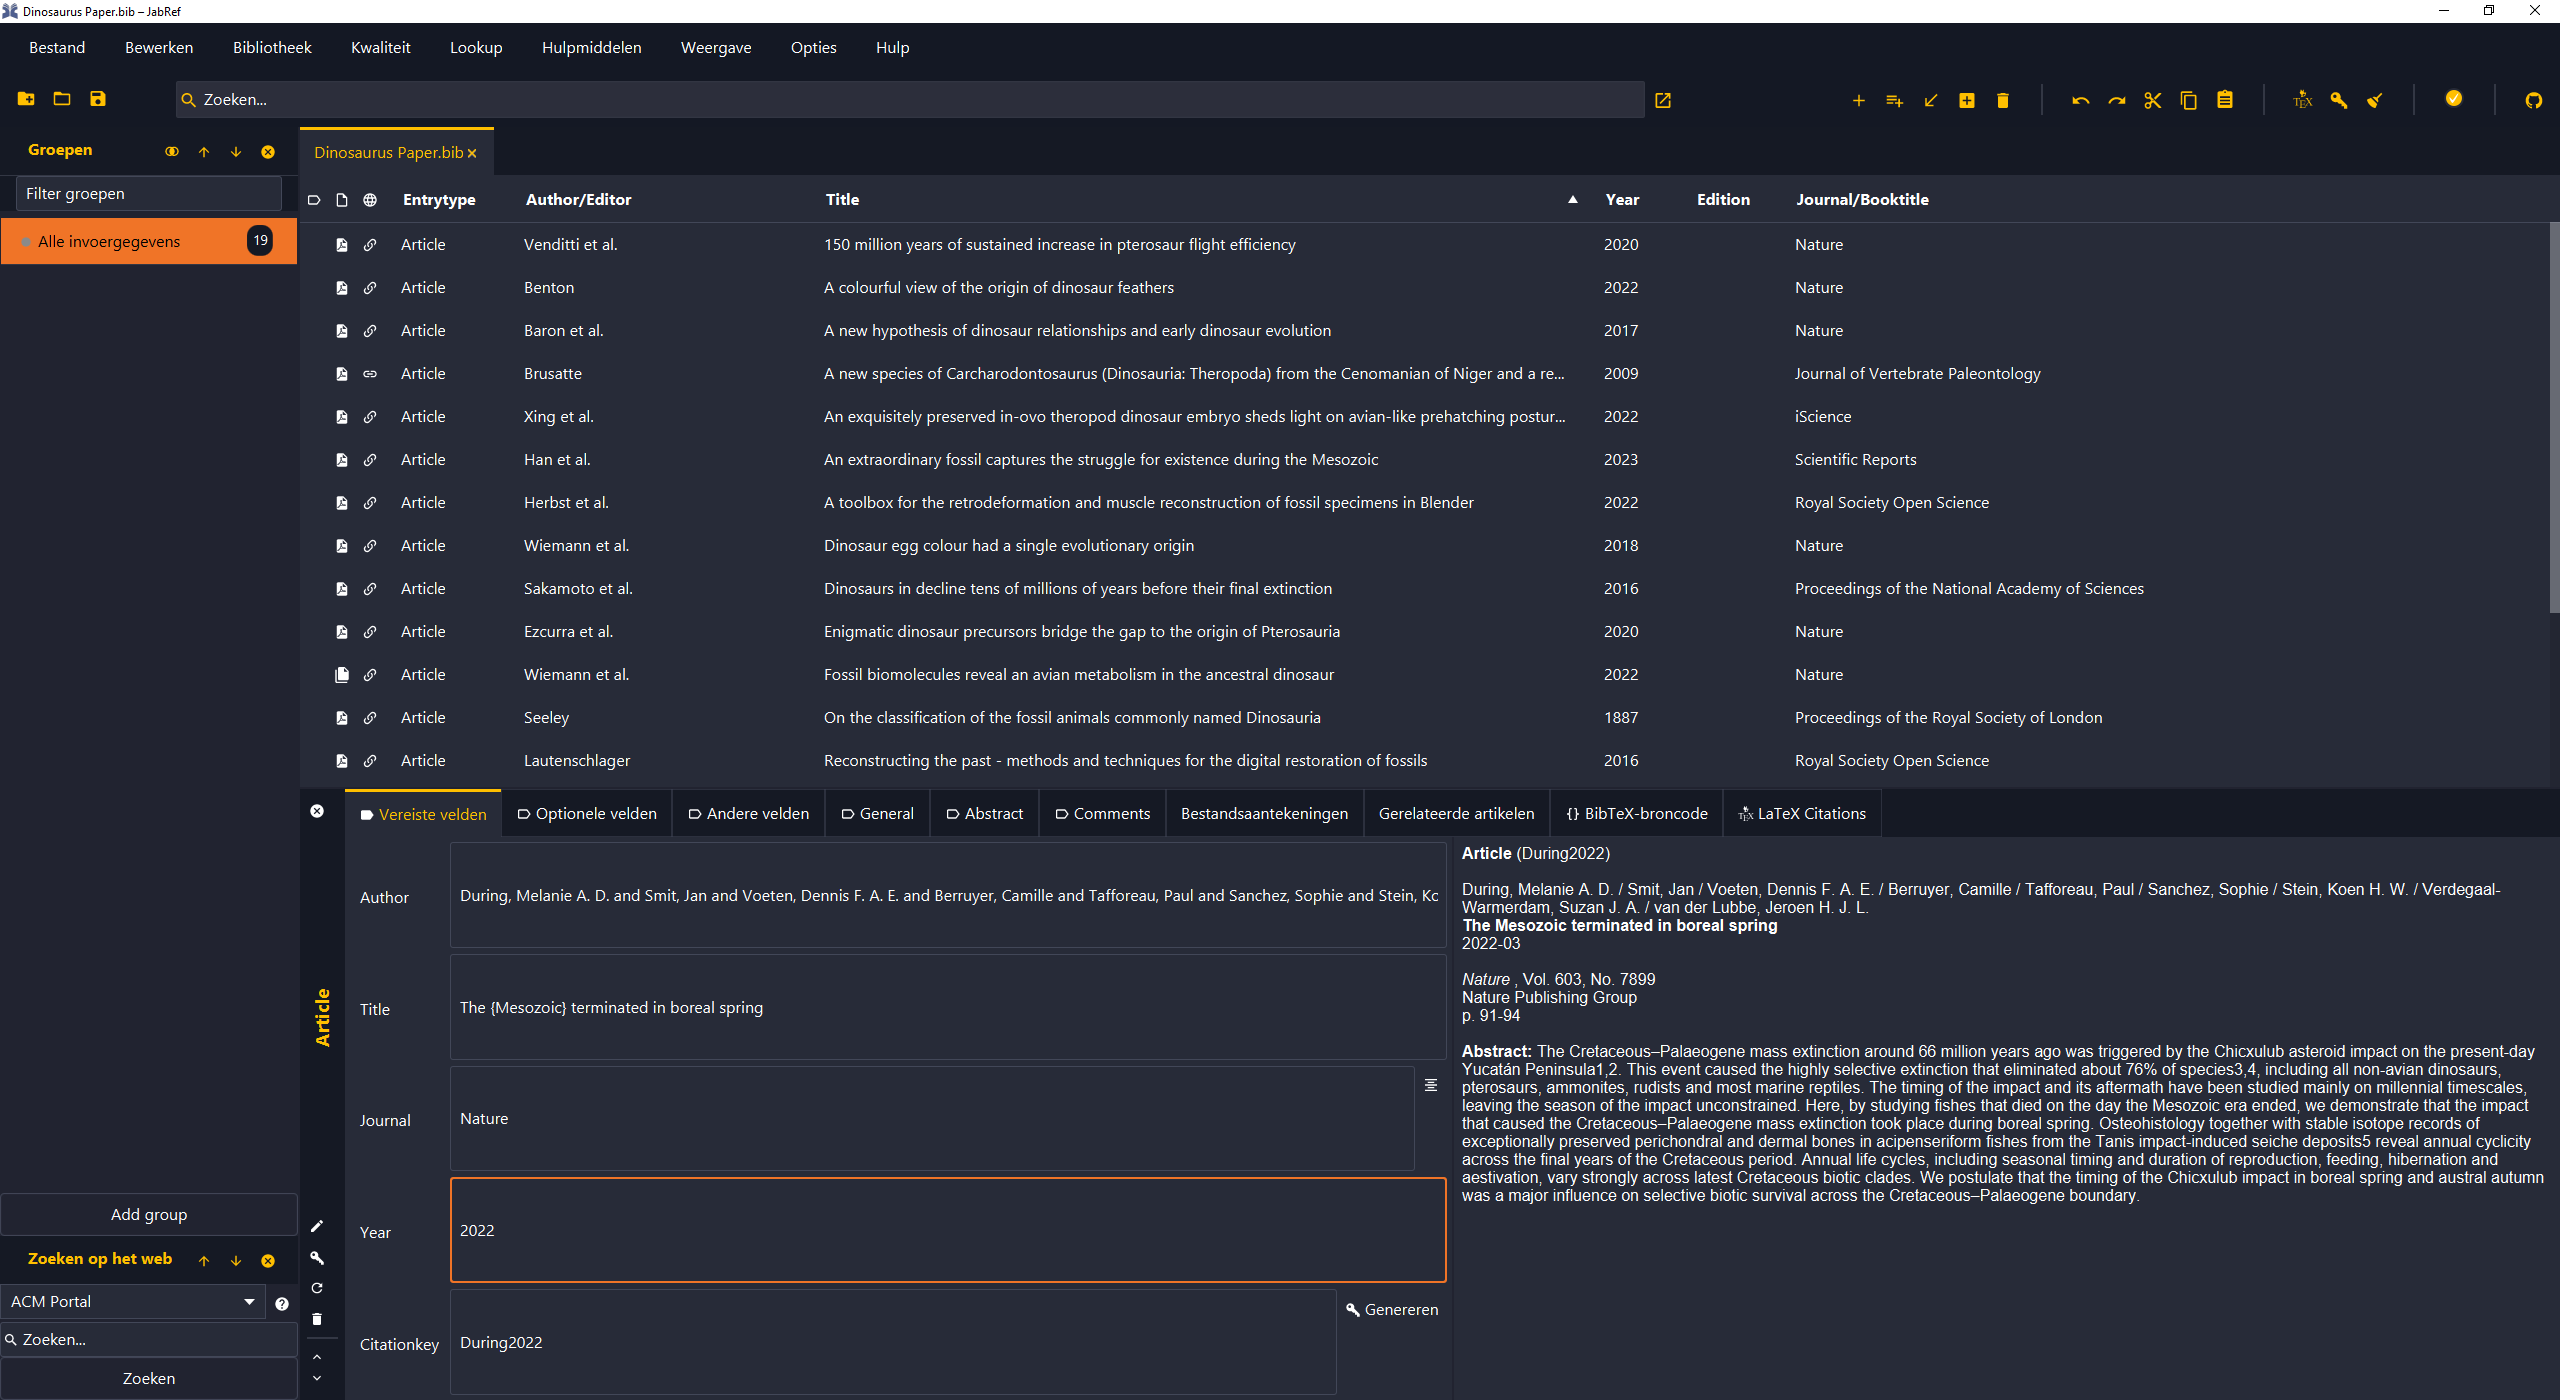 Dinosaurus Paper.bib – JabRef
Bestand Bewerken Bibliotheek Kwaliteit Lookup Hulpmiddelen Weergave Opties Hulp
Zoeken...
Groepen
Filter groepen
Alle invoergegevens 19
Dinosaurus Paper.bib
Entrytype Author/Editor Title Year Edition Journal/Booktitle
Article Venditti et al. 150 million years of sustained increase in pterosaur flight efficiency 2020 Nature
Article Benton A colourful view of the origin of dinosaur feathers 2022 Nature
Article Baron et al. A new hypothesis of dinosaur relationships and early dinosaur evolution 2017 Nature
Article Brusatte A new species of Carcharodontosaurus (Dinosauria: Theropoda) from the Cenomanian of Niger and a re... 2009 Journal of Vertebrate Paleontology
Article Xing et al. An exquisitely preserved in-ovo theropod dinosaur embryo sheds light on avian-like prehatching postur... 2022 iScience
Article Han et al. An extraordinary fossil captures the struggle for existence during the Mesozoic 2023 Scientific Reports
Article Herbst et al. A toolbox for the retrodeformation and muscle reconstruction of fossil specimens in Blender 2022 Royal Society Open Science
Article Wiemann et al. Dinosaur egg colour had a single evolutionary origin 2018 Nature
Article Sakamoto et al. Dinosaurs in decline tens of millions of years before their final extinction 2016 Proceedings of the National Academy of Sciences
Article Ezcurra et al. Enigmatic dinosaur precursors bridge the gap to the origin of Pterosauria 2020 Nature
Article Wiemann et al. Fossil biomolecules reveal an avian metabolism in the ancestral dinosaur 2022 Nature
Article Seeley On the classification of the fossil animals commonly named Dinosauria 1887 Proceedings of the Royal Society of London
Article Lautenschlager Reconstructing the past - methods and techniques for the digital restoration of fossils 2016 Royal Society Open Science
Vereiste velden Optionele velden Andere velden General Abstract Comments Bestandsaantekeningen Gerelateerde artikelen {} BibTeX-broncode TEX LaTeX Citations
Article
Author During, Melanie A. D. and Smit, Jan and Voeten, Dennis F. A. E. and Berruyer, Camille and Tafforeau, Paul and Sanchez, Sophie and Stein, Ko
Title The {Mesozoic} terminated in boreal spring
Journal Nature
Year 2022
Citationkey During2022 Genereren
Article (During2022)
During, Melanie A. D. / Smit, Jan / Voeten, Dennis F. A. E. / Berruyer, Camille / Tafforeau, Paul / Sanchez, Sophie / Stein, Koen H. W. / Verdegaal-
Warmerdam, Suzan J. A. / van der Lubbe, Jeroen H. J. L.
The Mesozoic terminated in boreal spring
2022-03
Nature , Vol. 603, No. 7899
Nature Publishing Group
p. 91-94
Abstract: The Cretaceous–Palaeogene mass extinction around 66 million years ago was triggered by the Chicxulub asteroid impact on the present-day
Yucatán Peninsula1,2. This event caused the highly selective extinction that eliminated about 76% of species3,4, including all non-avian dinosaurs,
pterosaurs, ammonites, rudists and most marine reptiles. The timing of the impact and its aftermath have been studied mainly on millennial timescales,
leaving the season of the impact unconstrained. Here, by studying fishes that died on the day the Mesozoic era ended, we demonstrate that the impact
that caused the Cretaceous–Palaeogene mass extinction took place during boreal spring. Osteohistology together with stable isotope records of
exceptionally preserved perichondral and dermal bones in acipenseriform fishes from the Tanis impact-induced seiche deposits5 reveal annual cyclicity
across the final years of the Cretaceous period. Annual life cycles, including seasonal timing and duration of reproduction, feeding, hibernation and
aestivation, vary strongly across latest Cretaceous biotic clades. We postulate that the timing of the Chicxulub impact in boreal spring and austral autumn
was a major influence on selective biotic survival across the Cretaceous–Palaeogene boundary.
Add group
Zoeken op het web
ACM Portal
Zoeken...
Zoeken